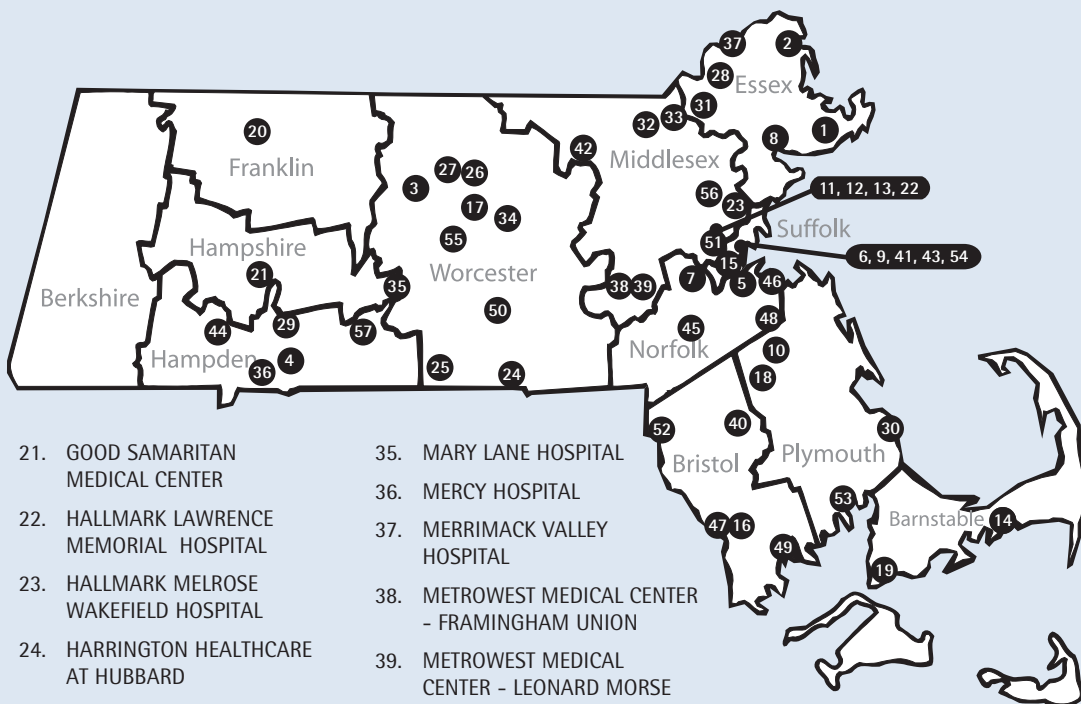 37
2
28
Essex
31
33
32
1
20
8
42
Middlesex
Franklin
27
26
3
56
11, 12, 13, 22
17
23
34
Suffolk
55
51
Hampshire
6, 9, 41, 43, 54
15
21
Worcester
7
5
46
35
38
39
Berkshire
50
48
44
29
57
45
Norfolk
10
Hampden
4
36
25
24
18
52
40
30
Bristol
Plymouth
53
47
16
Barnstable
14
49
19
21. GOOD SAMARITAN
MEDICAL CENTER
22. HALLMARK LAWRENCE
MEMORIAL HOSPITAL
23. HALLMARK MELROSE
WAKEFIELD HOSPITAL
24. HARRINGTON HEALTHCARE
AT HUBBARD
35. MARY LANE HOSPITAL
36. MERCY HOSPITAL
37. MERRIMACK VALLEY
HOSPITAL
38. METROWEST MEDICAL CENTER
- FRAMINGHAM UNION
39. METROWEST MEDICAL
CENTER - LEONARD MORSE